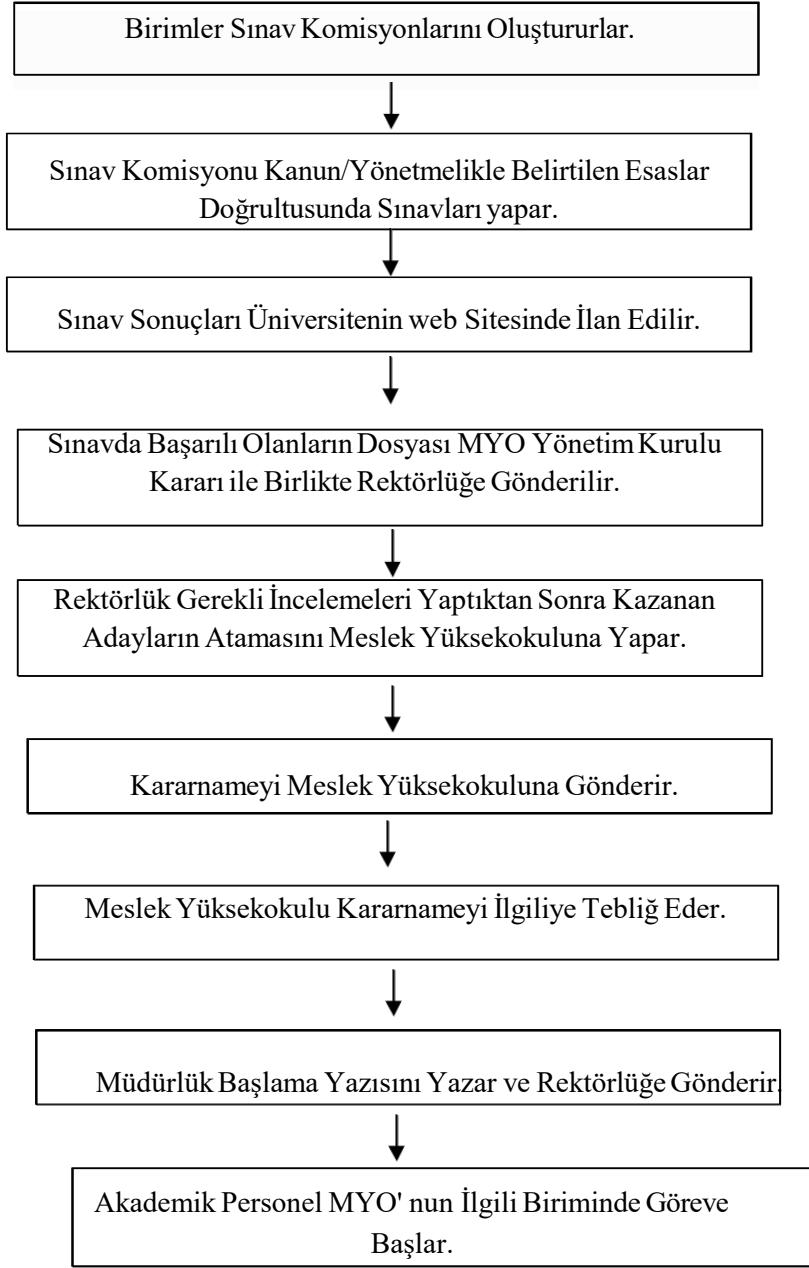 Birimler Sınav Komisyonlarını Oluştururlar.
Sınav Komisyonu Kanun/Yönetmelikle Belirtilen Esaslar
Doğrultusunda Sınavları yapar.
Sınav Sonuçları Üniversitenin web Sitesinde İlan Edilir.
Sınavda Başarılı Olanların Dosyası MYO Yönetim Kurulu
Kararı ile Birlikte Rektörlüğe Gönderilir.
Rektörlük Gerekli İncelemeleri Yaptıktan Sonra Kazanan
Adayların Atamasını Meslek Yüksekokuluna Yapar.
Kararnameyi Meslek Yüksekokuluna Gönderir.
Meslek Yüksekokulu Kararnameyi İlgiliye Tebliğ Eder.
Müdürlük Başlama Yazısını Yazar ve Rektörlüğe Gönderir.
Akademik Personel MYO' nun İlgili Biriminde Göreve
Başlar.